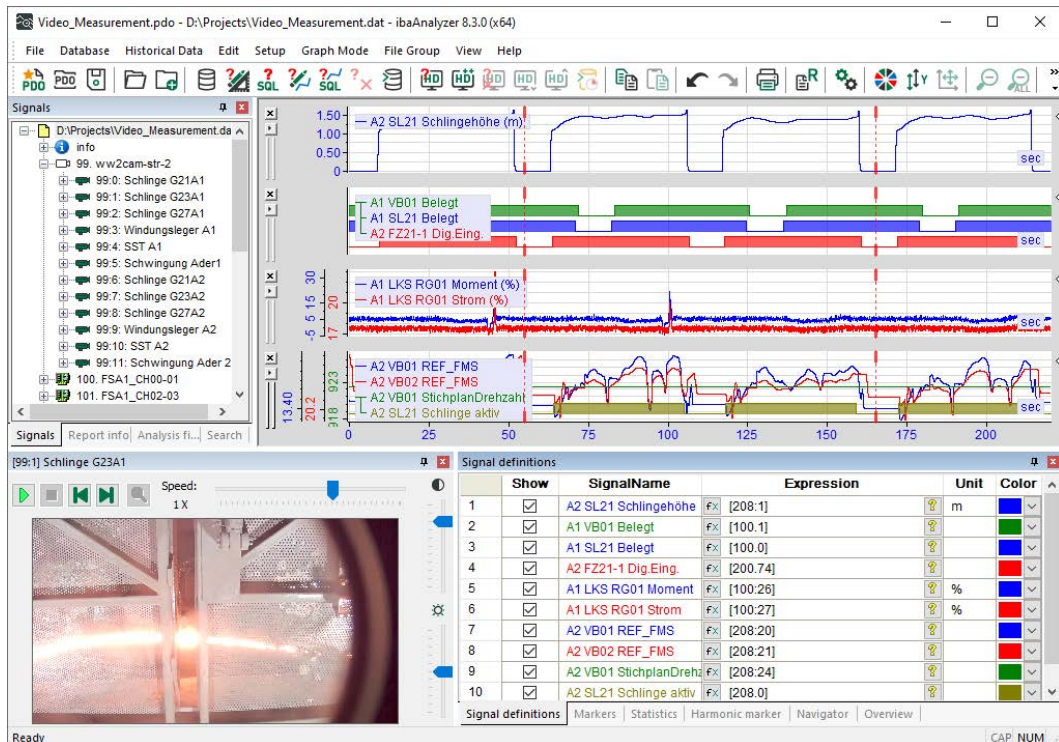 Video_Measurement.pdo - D:\Projects\Video_Measurement.dat - ibaAnalyzer 8.3.0 (x64)
File Database Historical Data Edit Setup Graph Mode File Group View Help
PDO PDO SQL SQL HD HD HD HD HD R Y ALL
Signals
D:\Projects\Video_Measurement.da
info
99. ww2cam-str-2
99:0: Schlinge G21A1
99:1: Schlinge G23A1
99:2: Schlinge G27A1
99:3: Windungsleger A1
99:4: SST A1
99:5: Schwingung Ader1
99:6: Schlinge G21A2
99:7: Schlinge G23A2
99:8: Schlinge G27A2
99:9: Windungsleger A2
99:10: SST A2
99:11: Schwingung Ader 2
100. FSA1_CH00-01
101. FSA1_CH02-03
Signals Report info Analysis fi... Search
1.50
0.50
0
A2 SL21 Schlingehöhe (m)
sec
A1 VB01 Belegt
A1 SL21 Belegt
A2 FZ21-1 Dig.Eing.
sec
-5 5 15 30
17 20
A1 LKS RG01 Moment (%)
A1 LKS RG01 Strom (%)
sec
13.40
20.2
918 923
A2 VB01 REF_FMS
A2 VB02 REF_FMS
A2 VB01 StichplanDrehzahl
A2 SL21 Schlinge aktiv
sec
0 25 50 75 100 125 150 175 200
[99:1] Schlinge G23A1
Speed:
1 X
Signal definitions
Show SignalName Expression Unit Color
1 A2 SL21 Schlingehöhe fx [208:1] ? m
2 A1 VB01 Belegt fx [100.1] ?
3 A1 SL21 Belegt fx [100.0] ?
4 A2 FZ21-1 Dig.Eing. fx [200.74] ?
5 A1 LKS RG01 Moment fx [100:26] ? %
6 A1 LKS RG01 Strom fx [100:27] ? %
7 A2 VB01 REF_FMS fx [208:20] ?
8 A2 VB02 REF_FMS fx [208:21] ?
9 A2 VB01 StichplanDrehz fx [208:24] ?
10 A2 SL21 Schlinge aktiv fx [208.0] ?
Signal definitions Markers Statistics Harmonic marker Navigator Overview
Ready CAP NUM